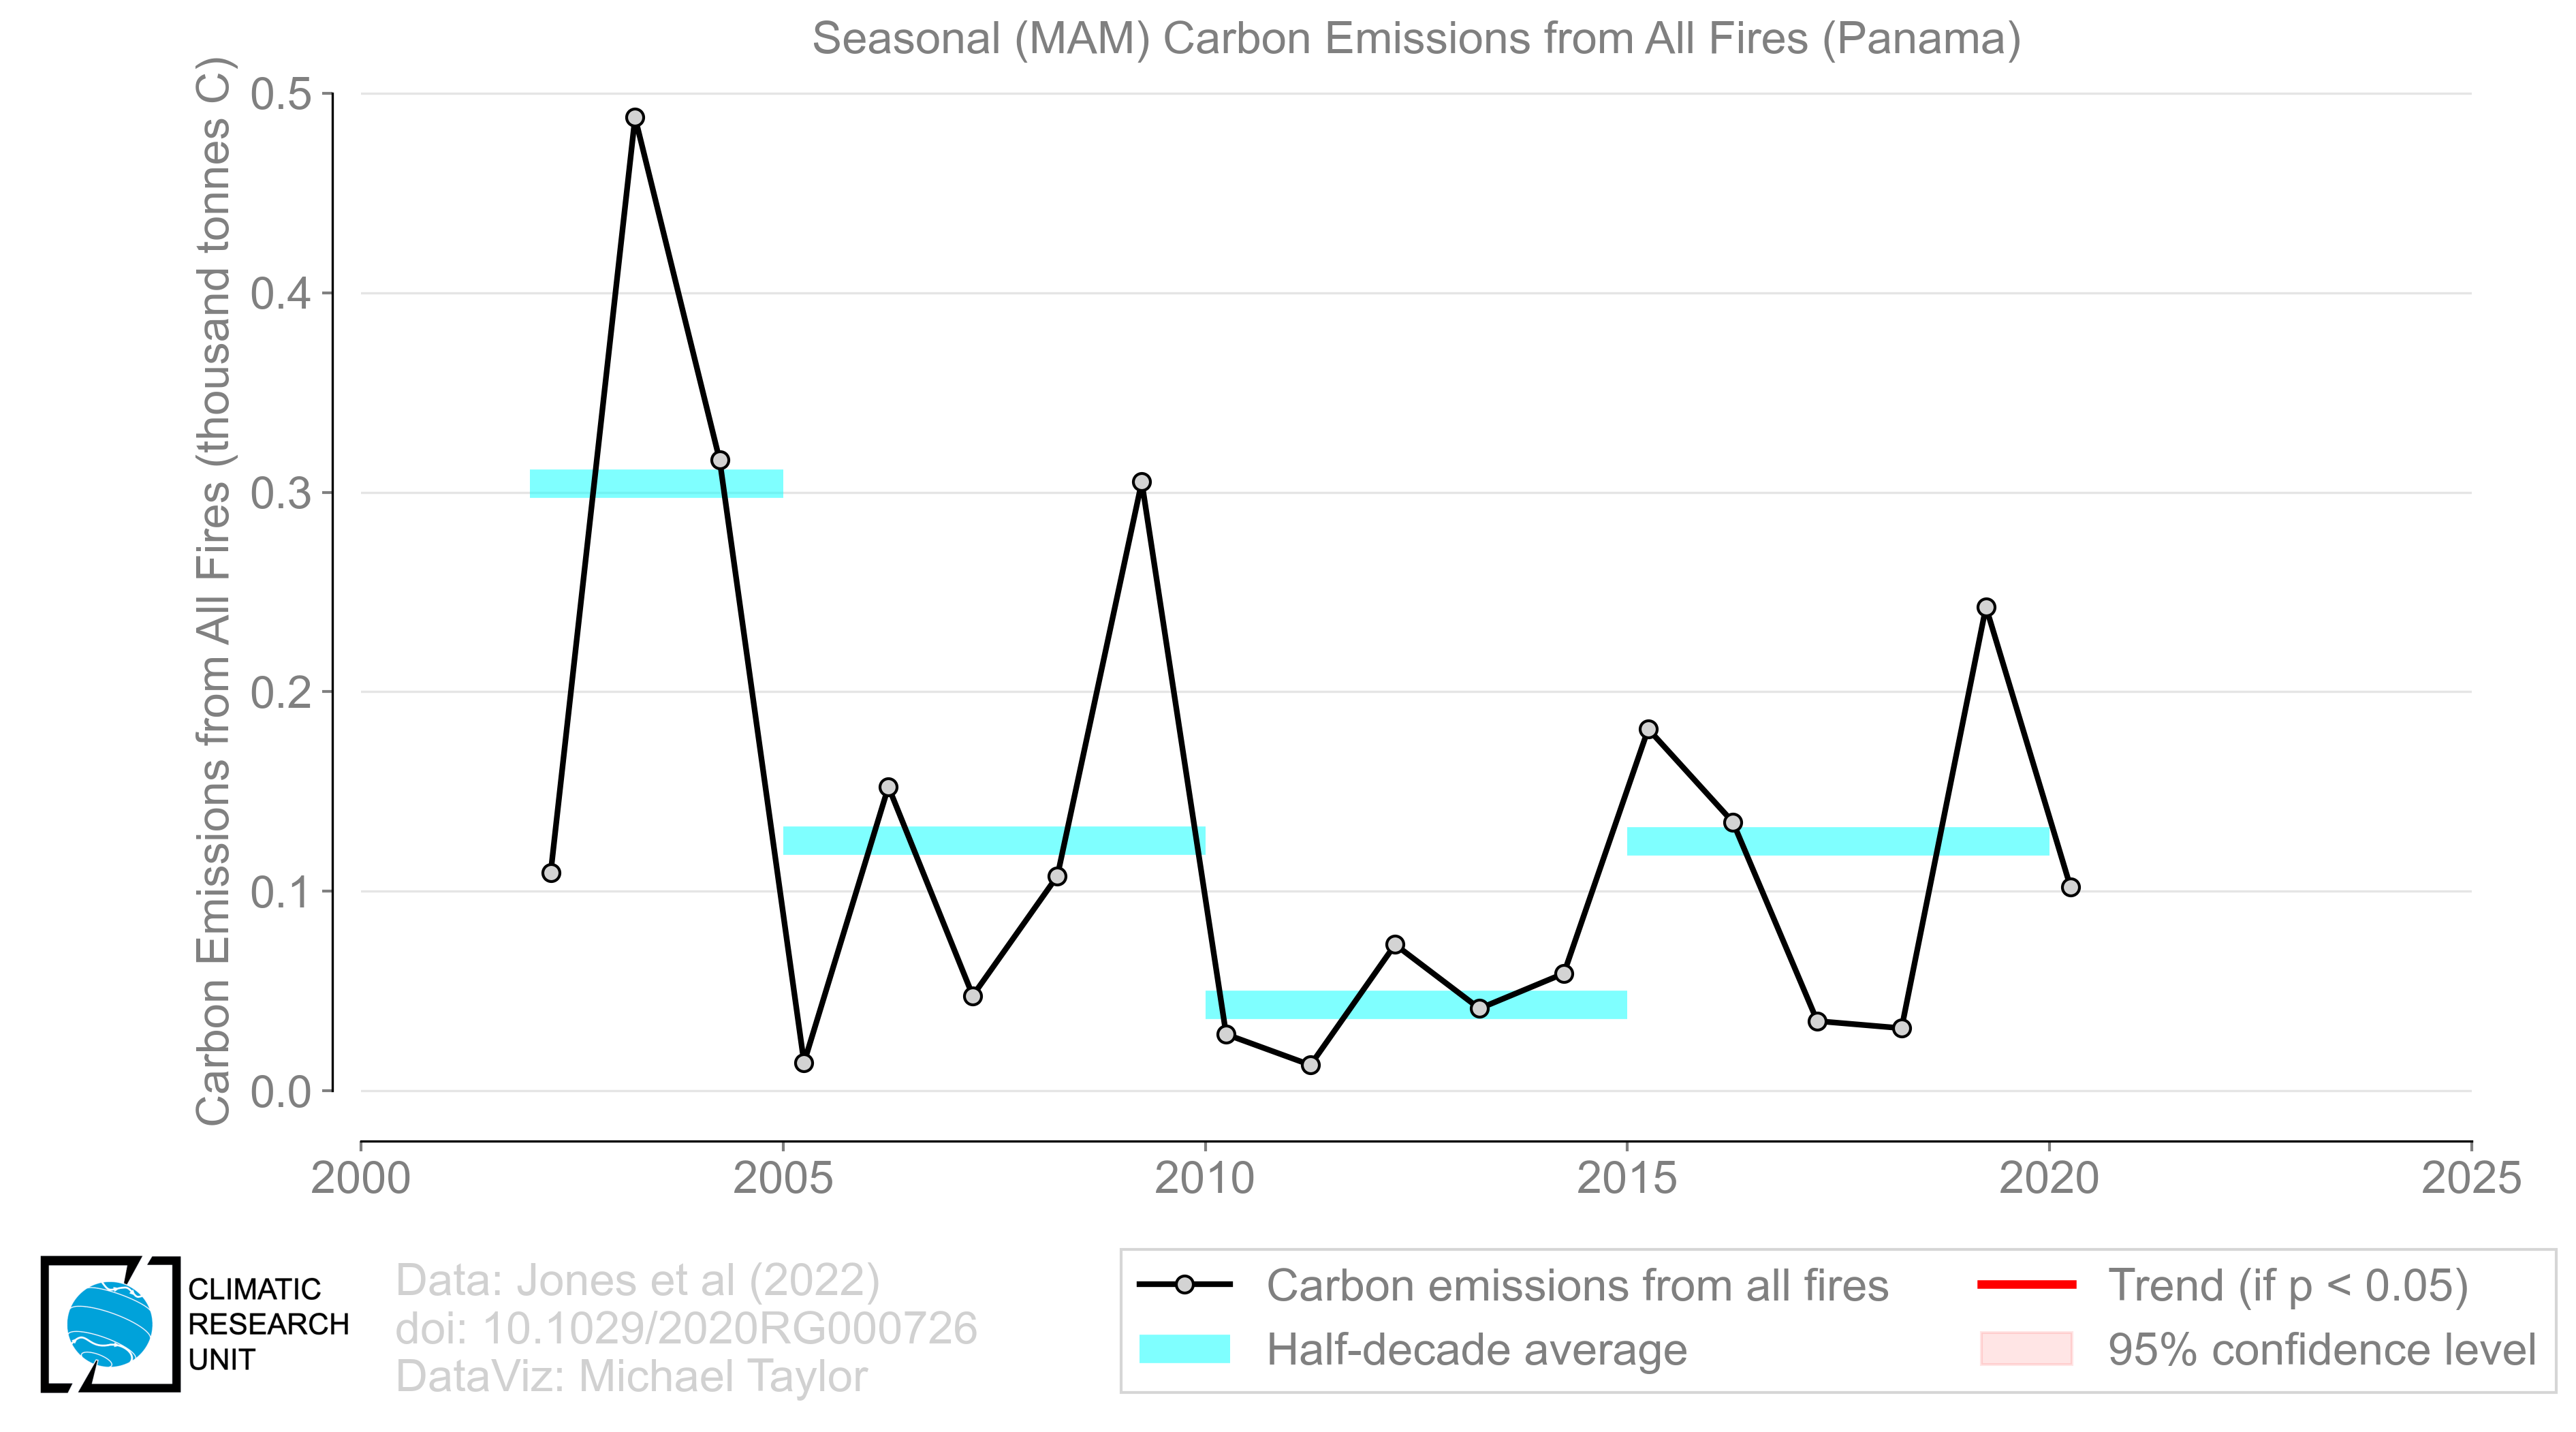 Seasonal (MAM) Carbon Emissions from All Fires (Panama)
Carbon Emissions from All Fires (thousand tonnes C)
0.5
0.4
0.3
0.2
0.1
0.0
2000
2005
2010
2015
2020
2025
CLIMATIC
RESEARCH
UNIT
Data: Jones et al (2022)
doi: 10.1029/2020RG000726
DataViz: Michael Taylor
Carbon emissions from all fires
Half-decade average
Trend (if p < 0.05)
95% confidence level